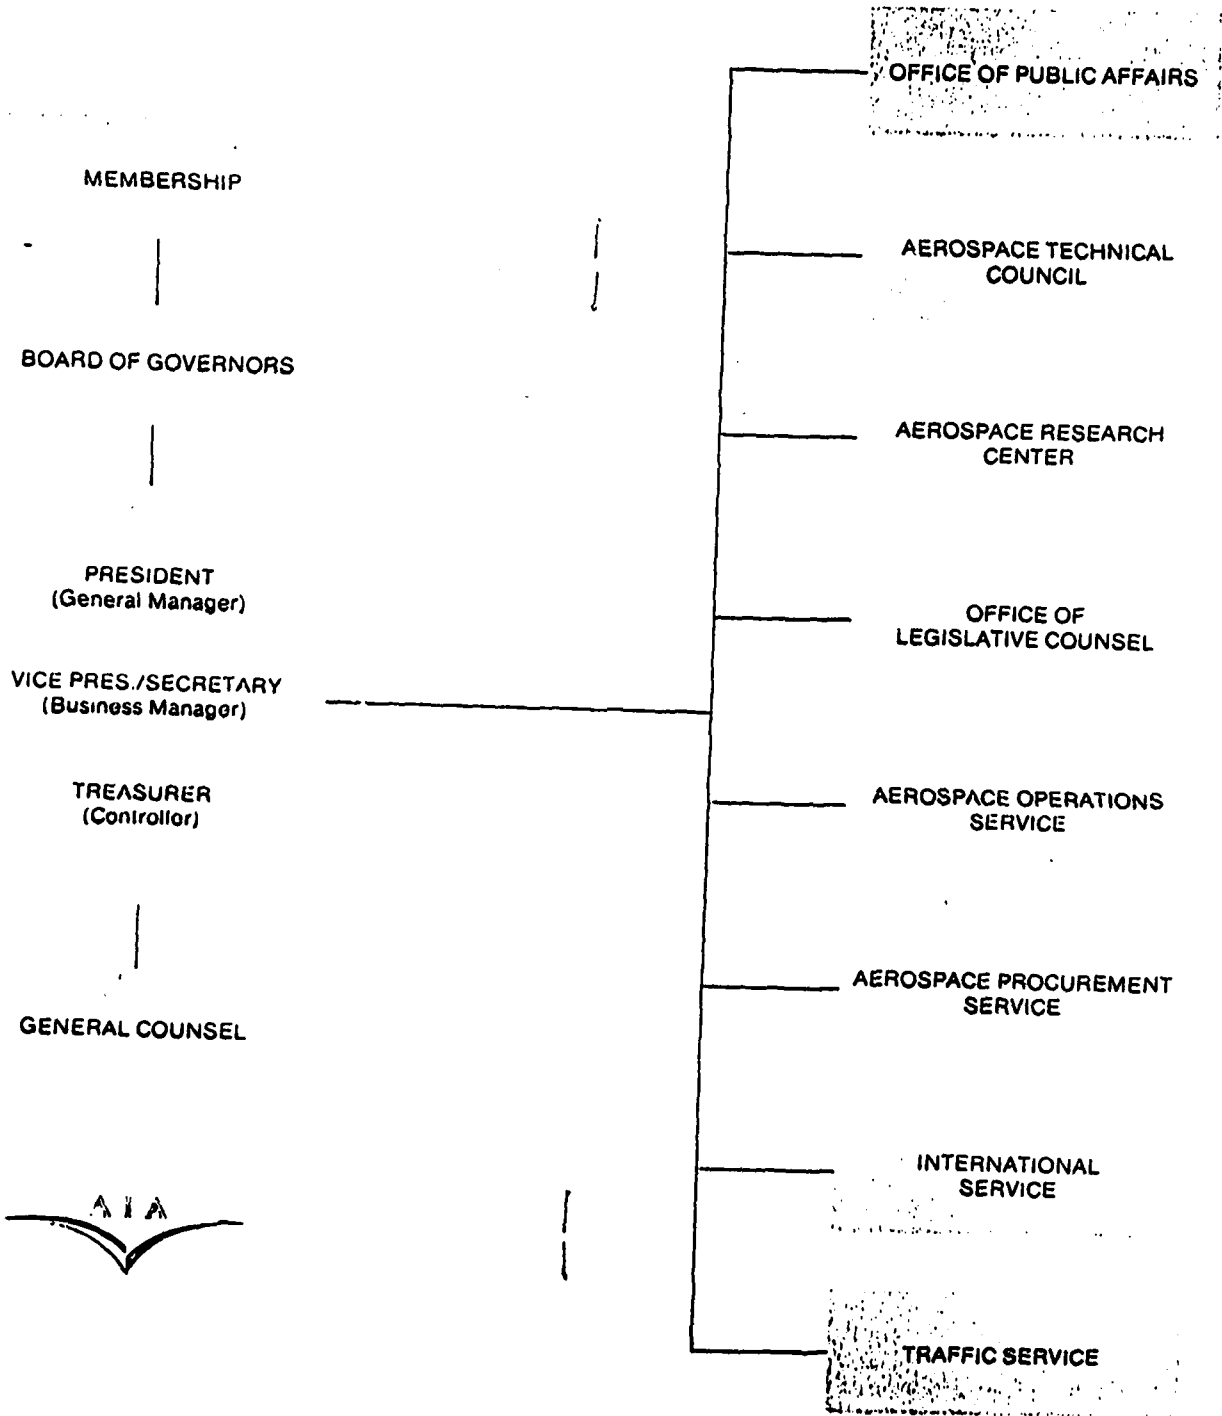 MEMBERSHIP
BOARD OF GOVERNORS
PRESIDENT
(General Manager)
VICE PRES./SECRETARY
(Business Manager)
TREASURER
(Controller)
GENERAL COUNSEL
AIA
OFFICE OF PUBLIC AFFAIRS
AEROSPACE TECHNICAL
COUNCIL
AEROSPACE RESEARCH
CENTER
OFFICE OF
LEGISLATIVE COUNSEL
AEROSPACE OPERATIONS
SERVICE
AEROSPACE PROCUREMENT
SERVICE
INTERNATIONAL
SERVICE
TRAFFIC SERVICE